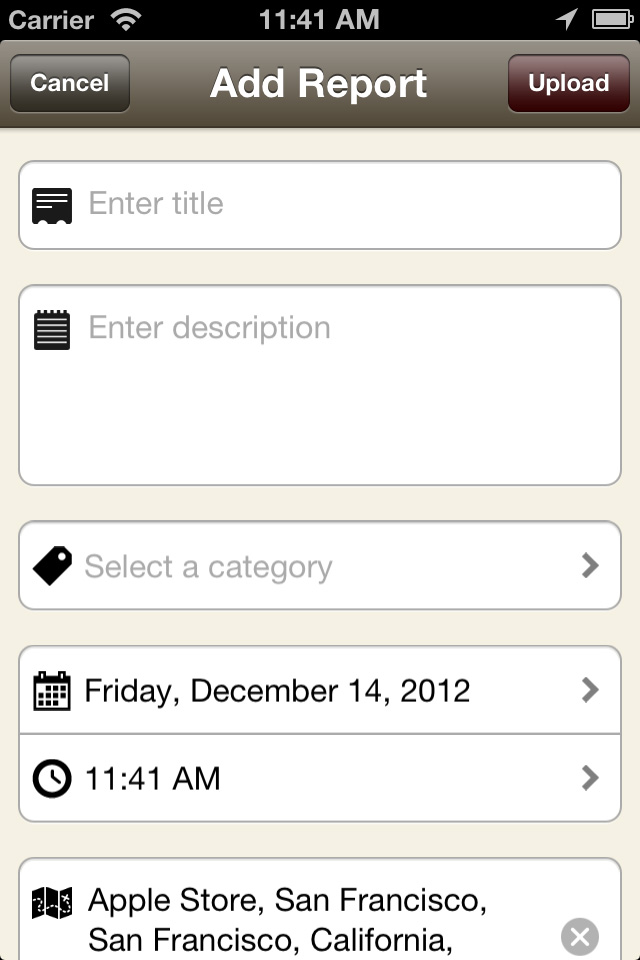 Carrier 11:41 AM
Cancel Add Report Upload
Enter title
Enter description
Select a category
Friday, December 14, 2012
11:41 AM
Apple Store, San Francisco,
San Francisco, California,